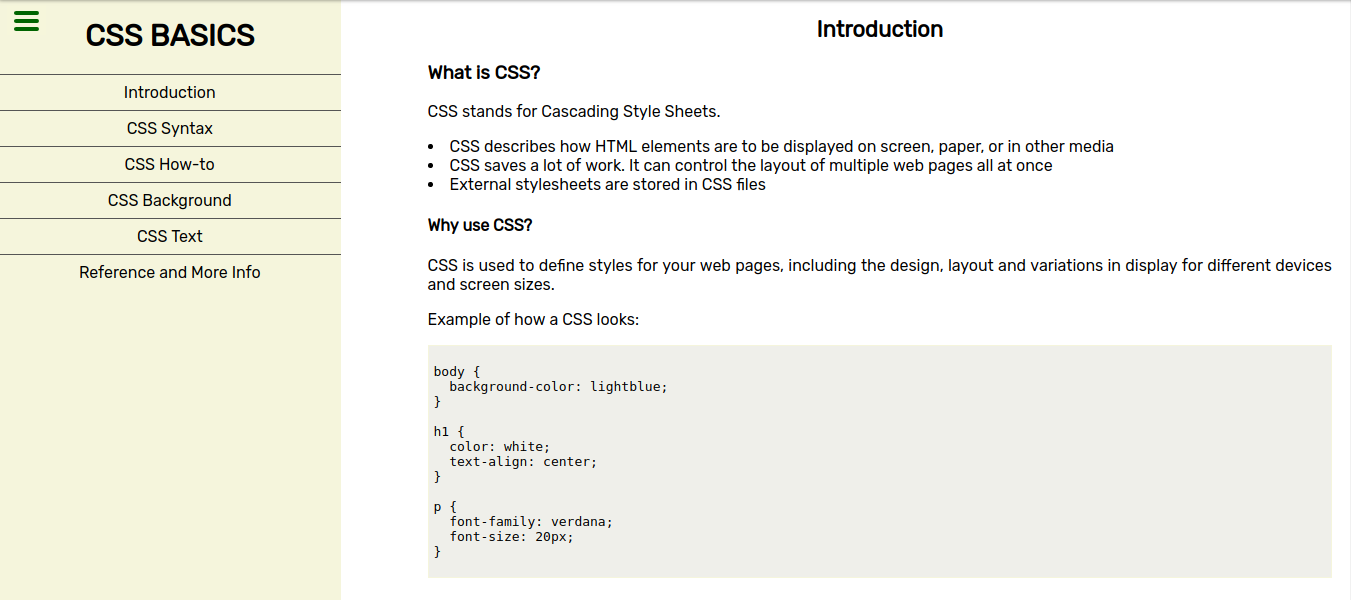 CSS BASICS
Introduction
CSS Syntax
CSS How-to
CSS Background
CSS Text
Reference and More Info
Introduction
What is CSS?
CSS stands for Cascading Style Sheets.
• CSS describes how HTML elements are to be displayed on screen, paper, or in other media
• CSS saves a lot of work. It can control the layout of multiple web pages all at once
• External stylesheets are stored in CSS files
Why use CSS?
CSS is used to define styles for your web pages, including the design, layout and variations in display for different devices
and screen sizes.
Example of how a CSS looks:
body {
  background-color: lightblue;
}
h1 {
  color: white;
  text-align: center;
}
p {
  font-family: verdana;
  font-size: 20px;
}